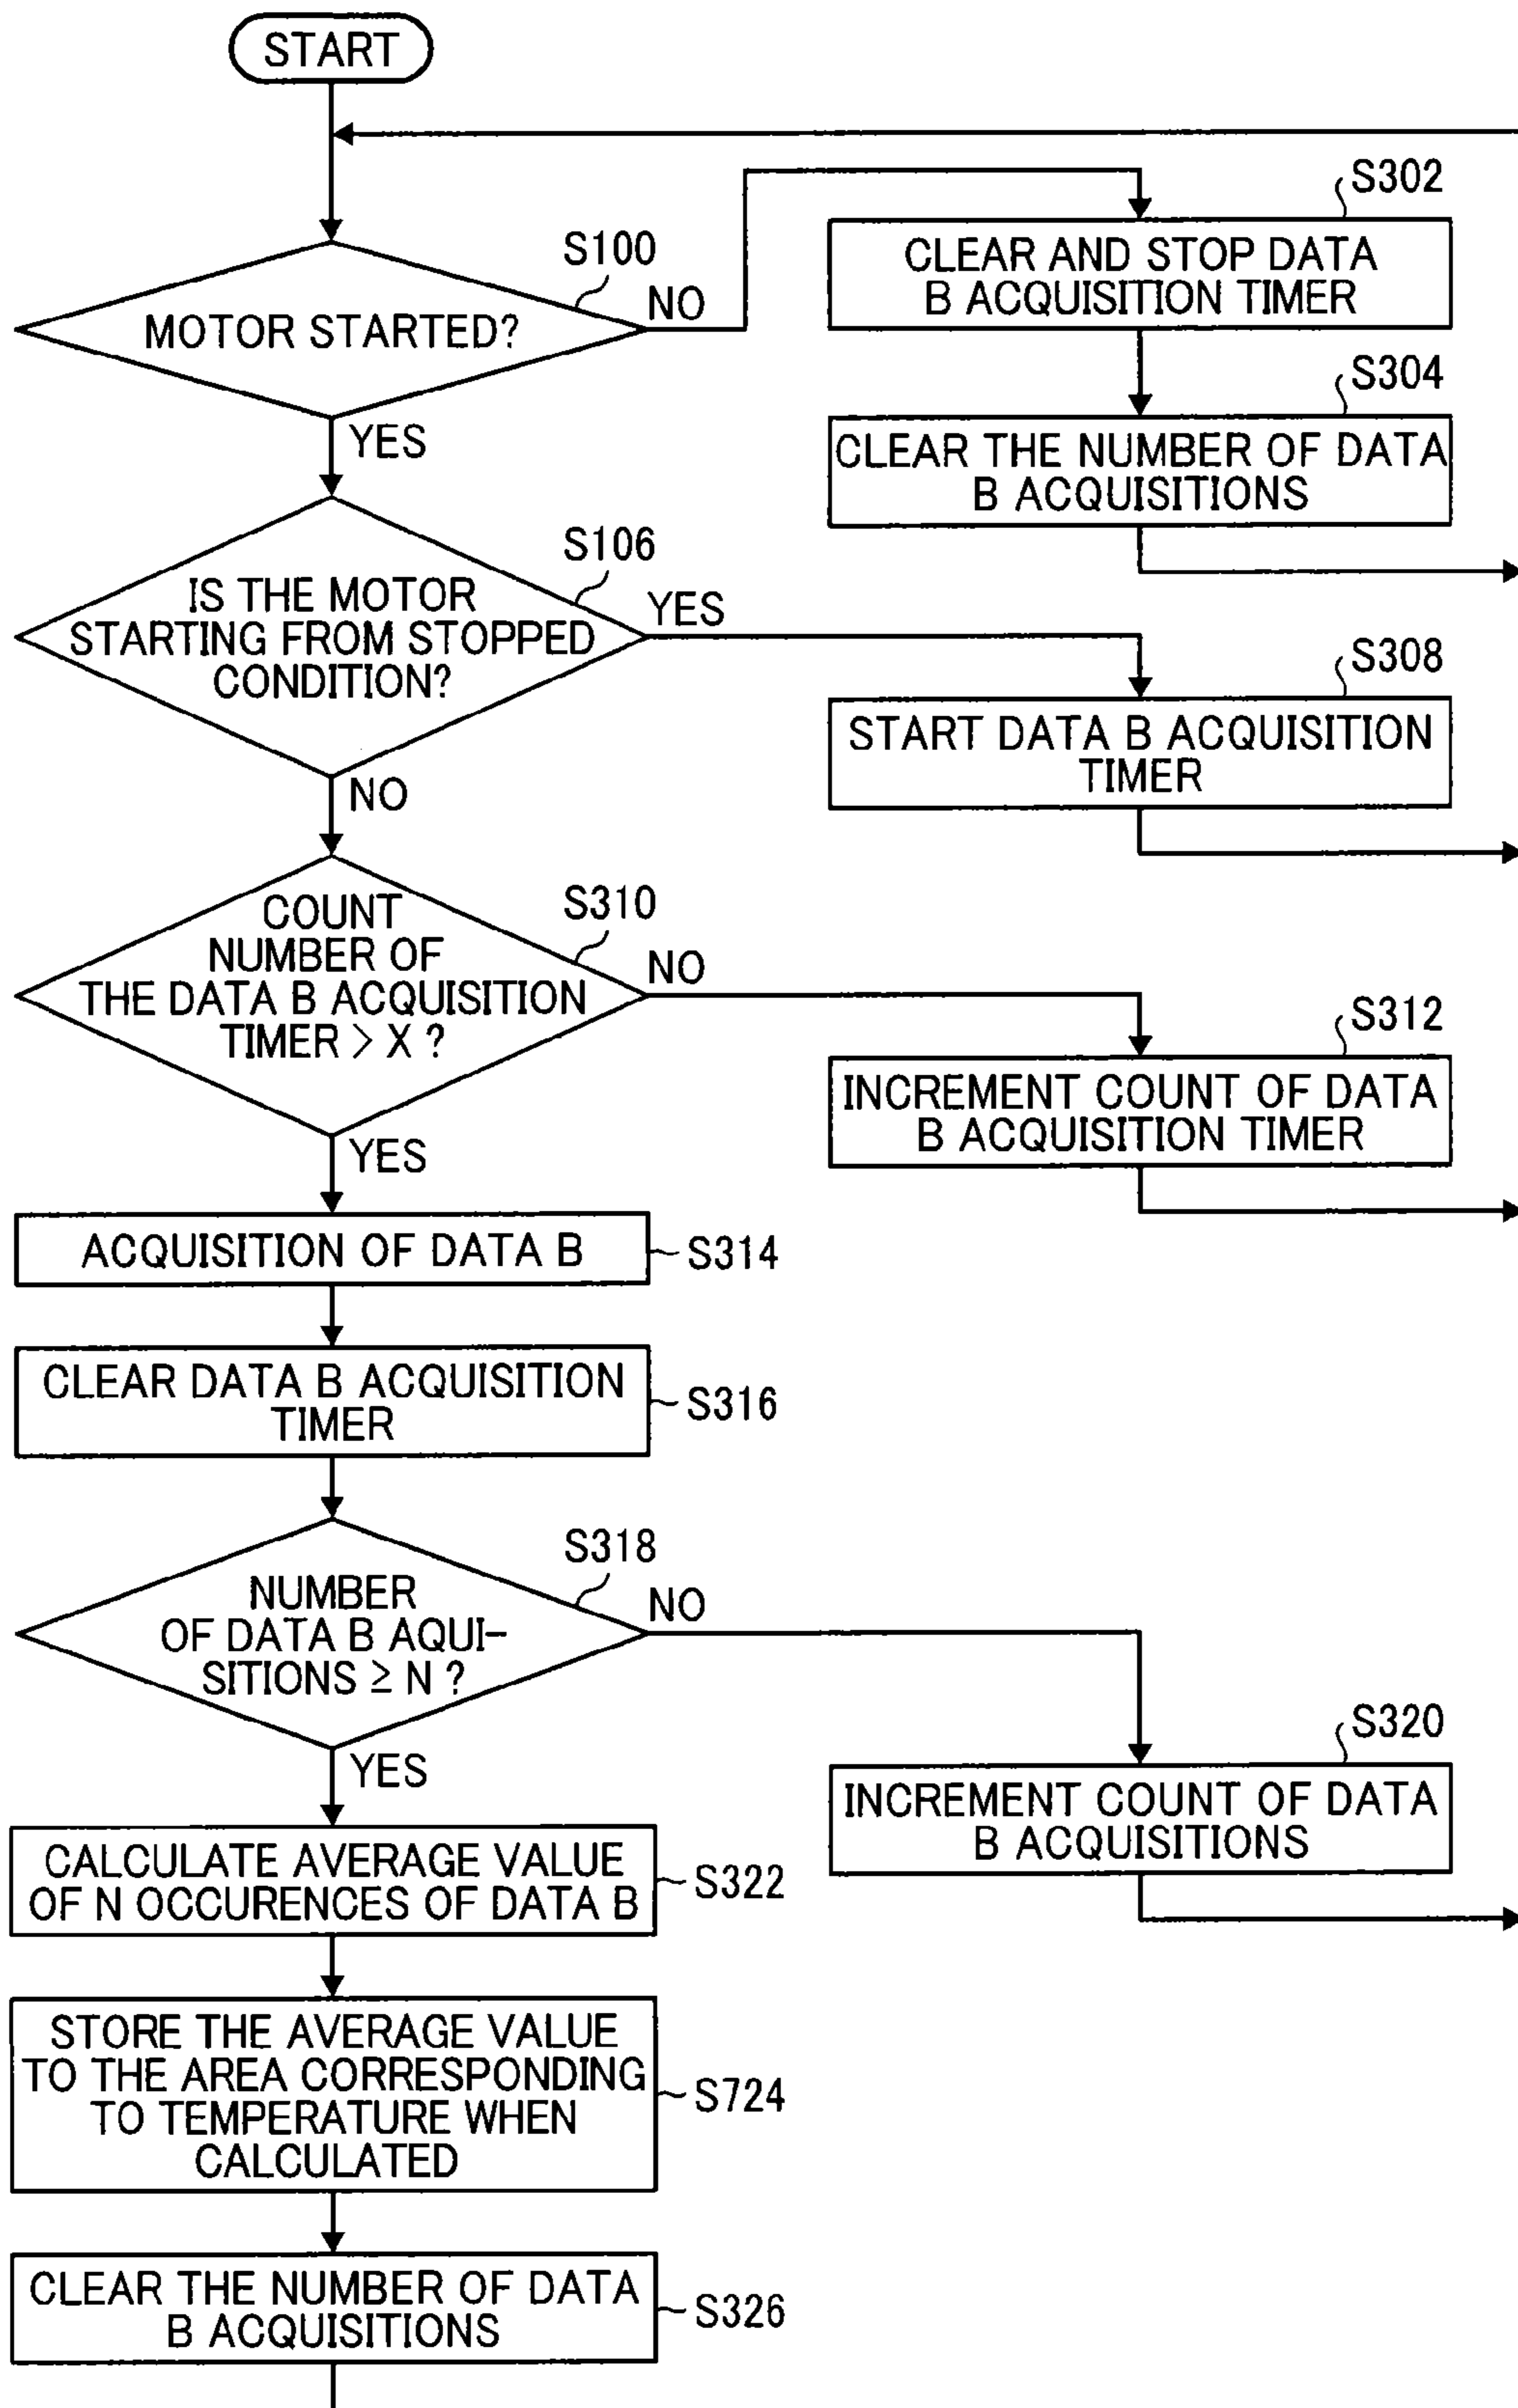 START
S302
CLEAR AND STOP DATA
B ACQUISITION TIMER
S100
NO
MOTOR STARTED?
S304
CLEAR THE NUMBER OF DATA
B ACQUISITIONS
YES
S106
IS THE MOTOR
STARTING FROM STOPPED
CONDITION?
YES
S308
START DATA B ACQUISITION
TIMER
NO
S310
COUNT
NUMBER OF
THE DATA B ACQUISITION
TIMER > X ?
NO
S312
INCREMENT COUNT OF DATA
B ACQUISITION TIMER
YES
ACQUISITION OF DATA B
S314
CLEAR DATA B ACQUISITION
TIMER
S316
S318
NUMBER
OF DATA B AQUI-
SITIONS ≥ N ?
NO
S320
INCREMENT COUNT OF DATA
B ACQUISITIONS
YES
CALCULATE AVERAGE VALUE
OF N OCCURENCES OF DATA B
S322
STORE THE AVERAGE VALUE
TO THE AREA CORRESPONDING
TO TEMPERATURE WHEN
CALCULATED
S724
CLEAR THE NUMBER OF DATA
B ACQUISITIONS
S326